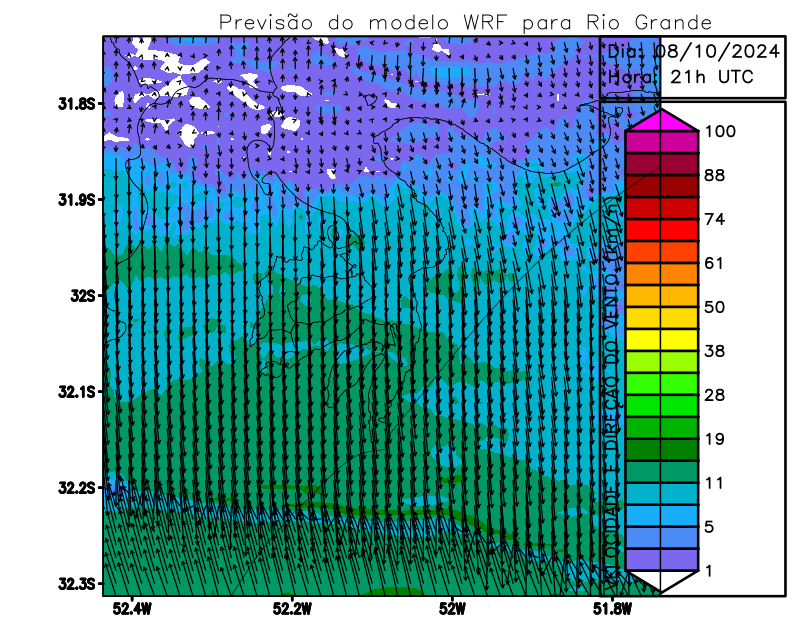 Previsão do modelo WRF para Rio Grande
Dia: 08/10/2024
Hora: 21h UTC
31.8S
31.9S
32S
32.1S
32.2S
32.3S
52.4W
52.2W
52W
51.8W
100
88
74
61
50
38
28
19
11
5
1
VELOCIDADE E DIREÇÃO DO VENTO (km/h)